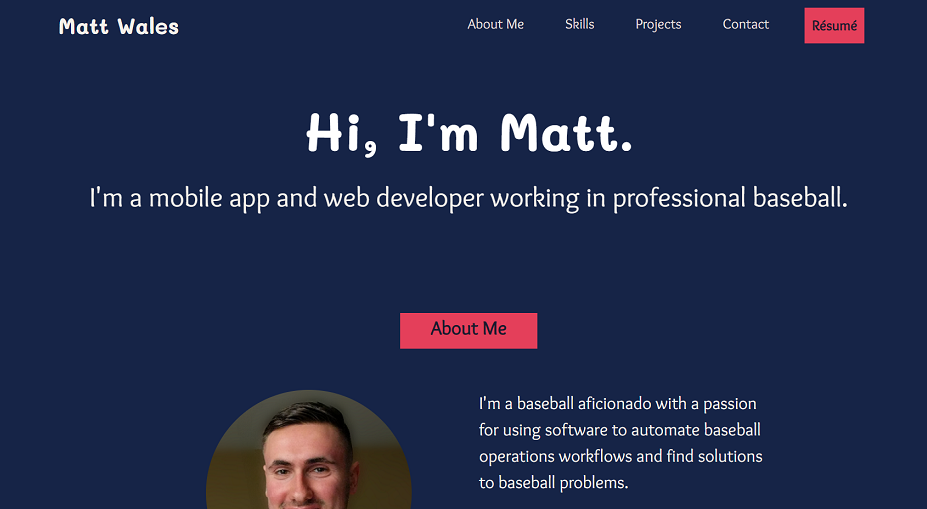 Matt Wales
About Me
Skills
Projects
Contact
Résumé
Hi, I'm Matt.
I'm a mobile app and web developer working in professional baseball.
About Me
I'm a baseball aficionado with a passion
for using software to automate baseball
operations workflows and find solutions
to baseball problems.